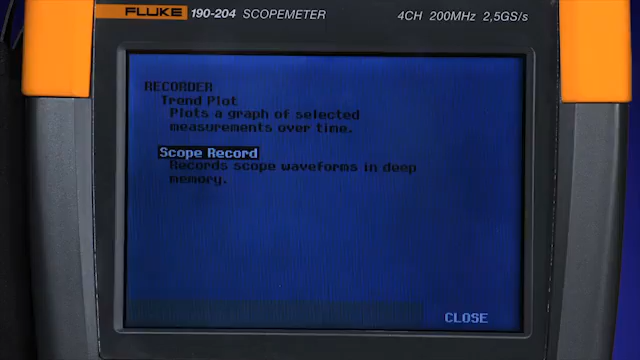 FLUKE 190-204 SCOPEMETER 4CH 200MHz 2,5GS/s
RECORDER
Trend Plot
Plots a graph of selected
measurements over time.
Scope Record
Records scope waveforms in deep
memory.
CLOSE